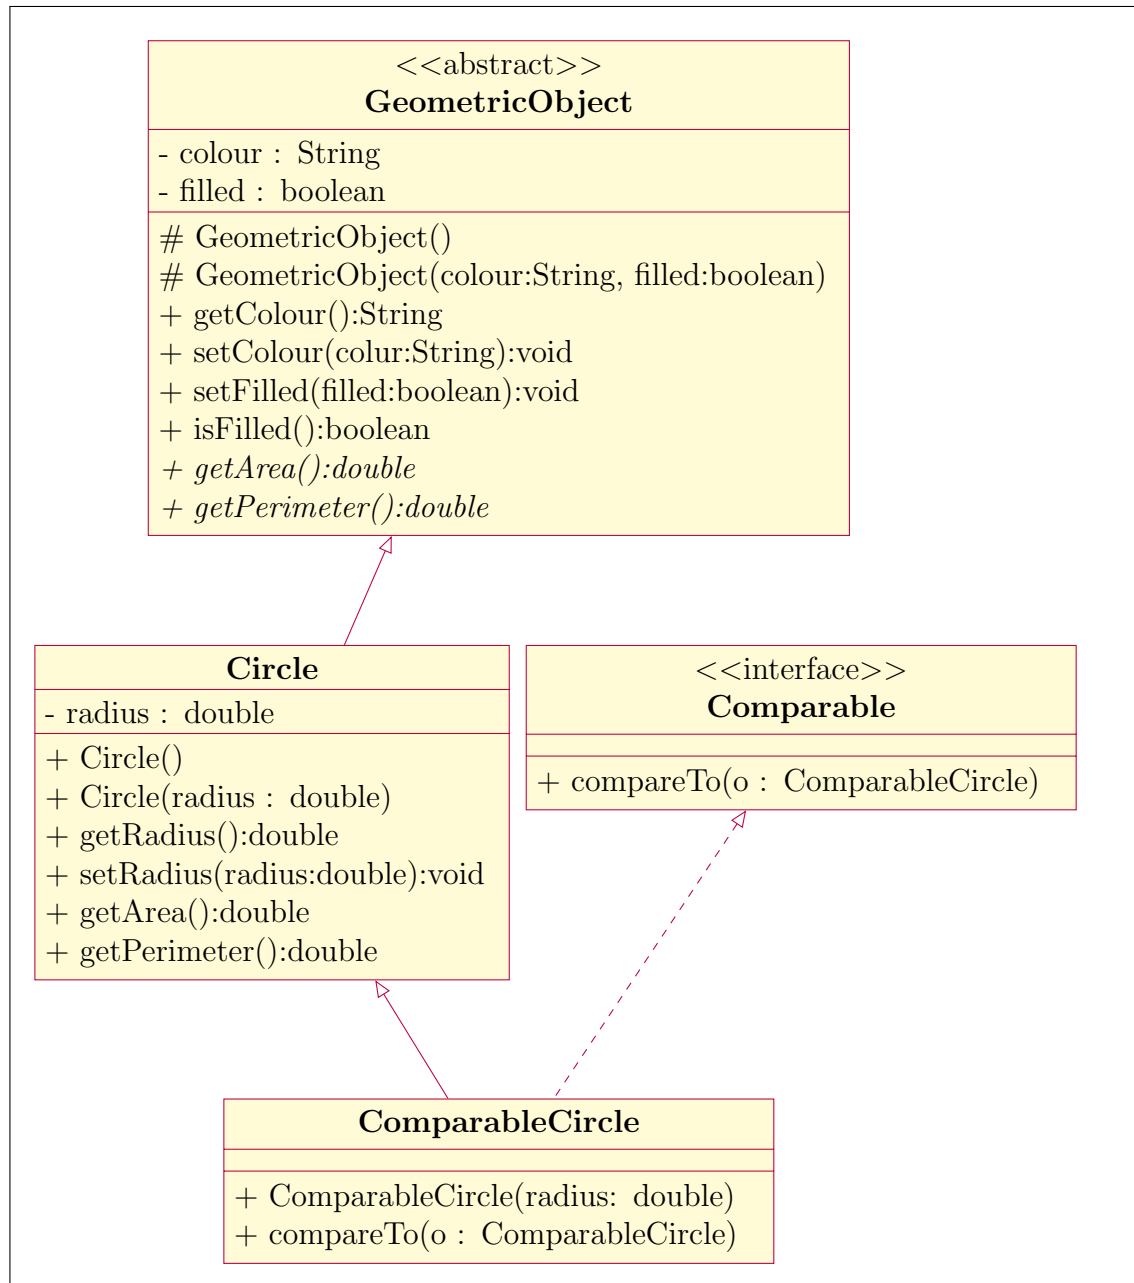 <<abstract>>
GeometricObject
- colour : String
- filled : boolean
# GeometricObject()
# GeometricObject(colour:String, filled:boolean)
+ getColour():String
+ setColour(colur:String):void
+ setFilled(filled:boolean):void
+ isFilled():boolean
+ getArea():double
+ getPerimeter():double
Circle
- radius : double
+ Circle()
+ Circle(radius : double)
+ getRadius():double
+ setRadius(radius:double):void
+ getArea():double
+ getPerimeter():double
<<interface>>
Comparable
+ compareTo(o : ComparableCircle)
ComparableCircle
+ ComparableCircle(radius: double)
+ compareTo(o : ComparableCircle)